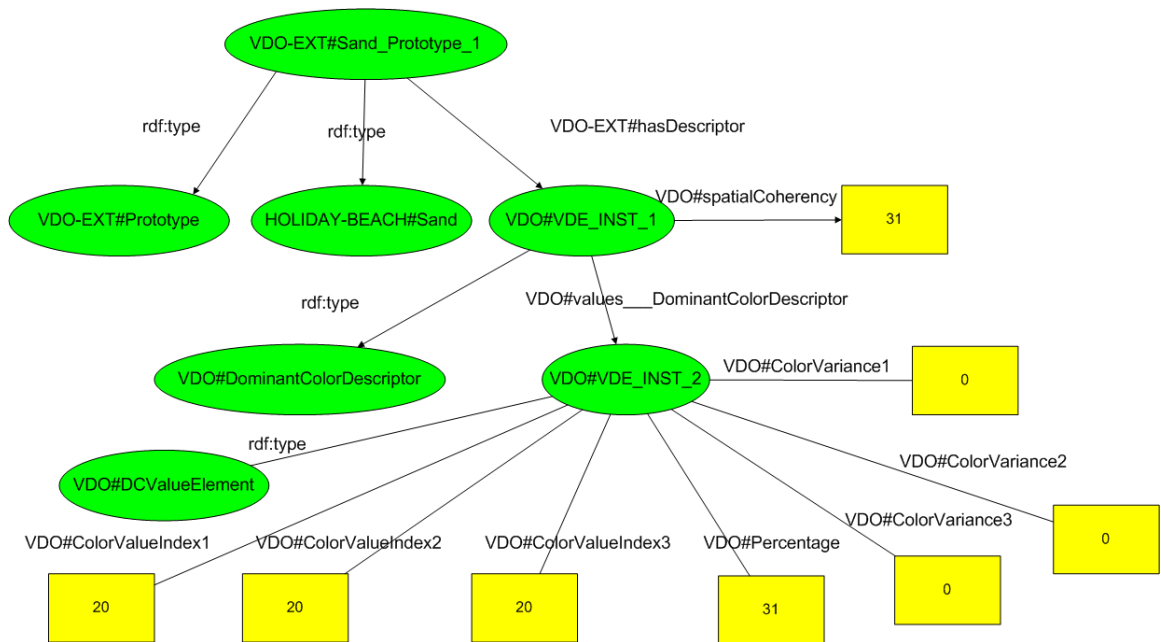 VDO-EXT#Sand_Prototype_1
rdf:type
rdf:type
VDO-EXT#hasDescriptor
VDO-EXT#Prototype
HOLIDAY-BEACH#Sand
VDO#VDE_INST_1
VDO#spatialCoherency
31
rdf:type
VDO#values___DominantColorDescriptor
VDO#DominantColorDescriptor
VDO#VDE_INST_2
VDO#ColorVariance1
0
rdf:type
VDO#DCValueElement
VDO#ColorVariance2
VDO#ColorValueIndex1
VDO#ColorValueIndex2
VDO#ColorValueIndex3
VDO#Percentage
VDO#ColorVariance3
0
20
20
20
31
0